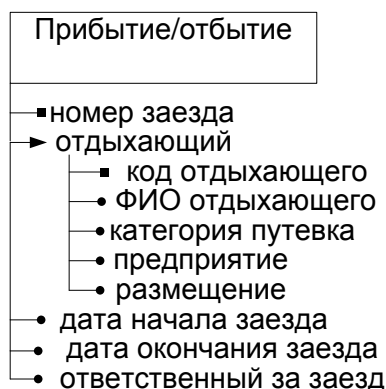 Прибытие/отбытие
номер заезда
отдыхающий
код отдыхающего
ФИО отдыхающего
категория путевка
предприятие
размещение
дата начала заезда
дата окончания заезда
ответственный за заезд